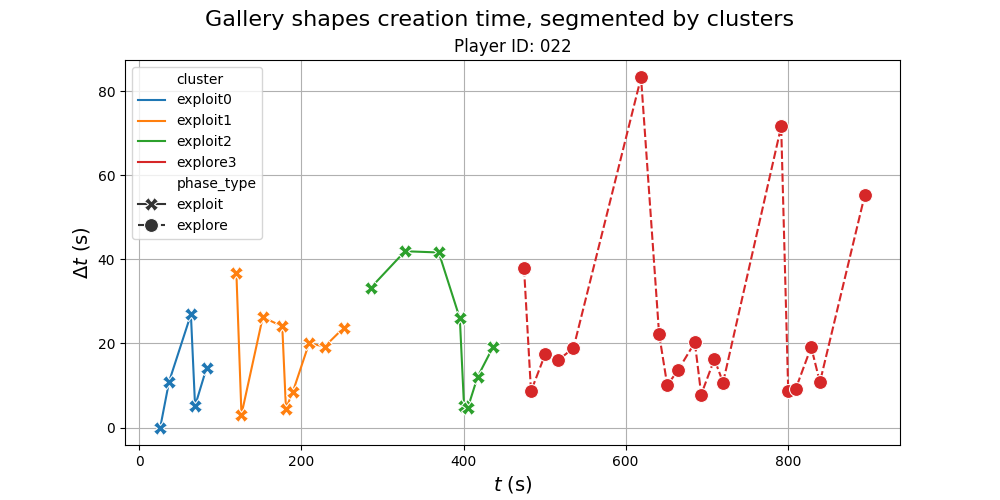 Gallery shapes creation time, segmented by clusters
Player ID: 022
cluster
exploit0
exploit1
exploit2
explore3
phase_type
exploit
explore
80
60
40
20
0
Δt (s)
0 200 400 600 800
t (s)